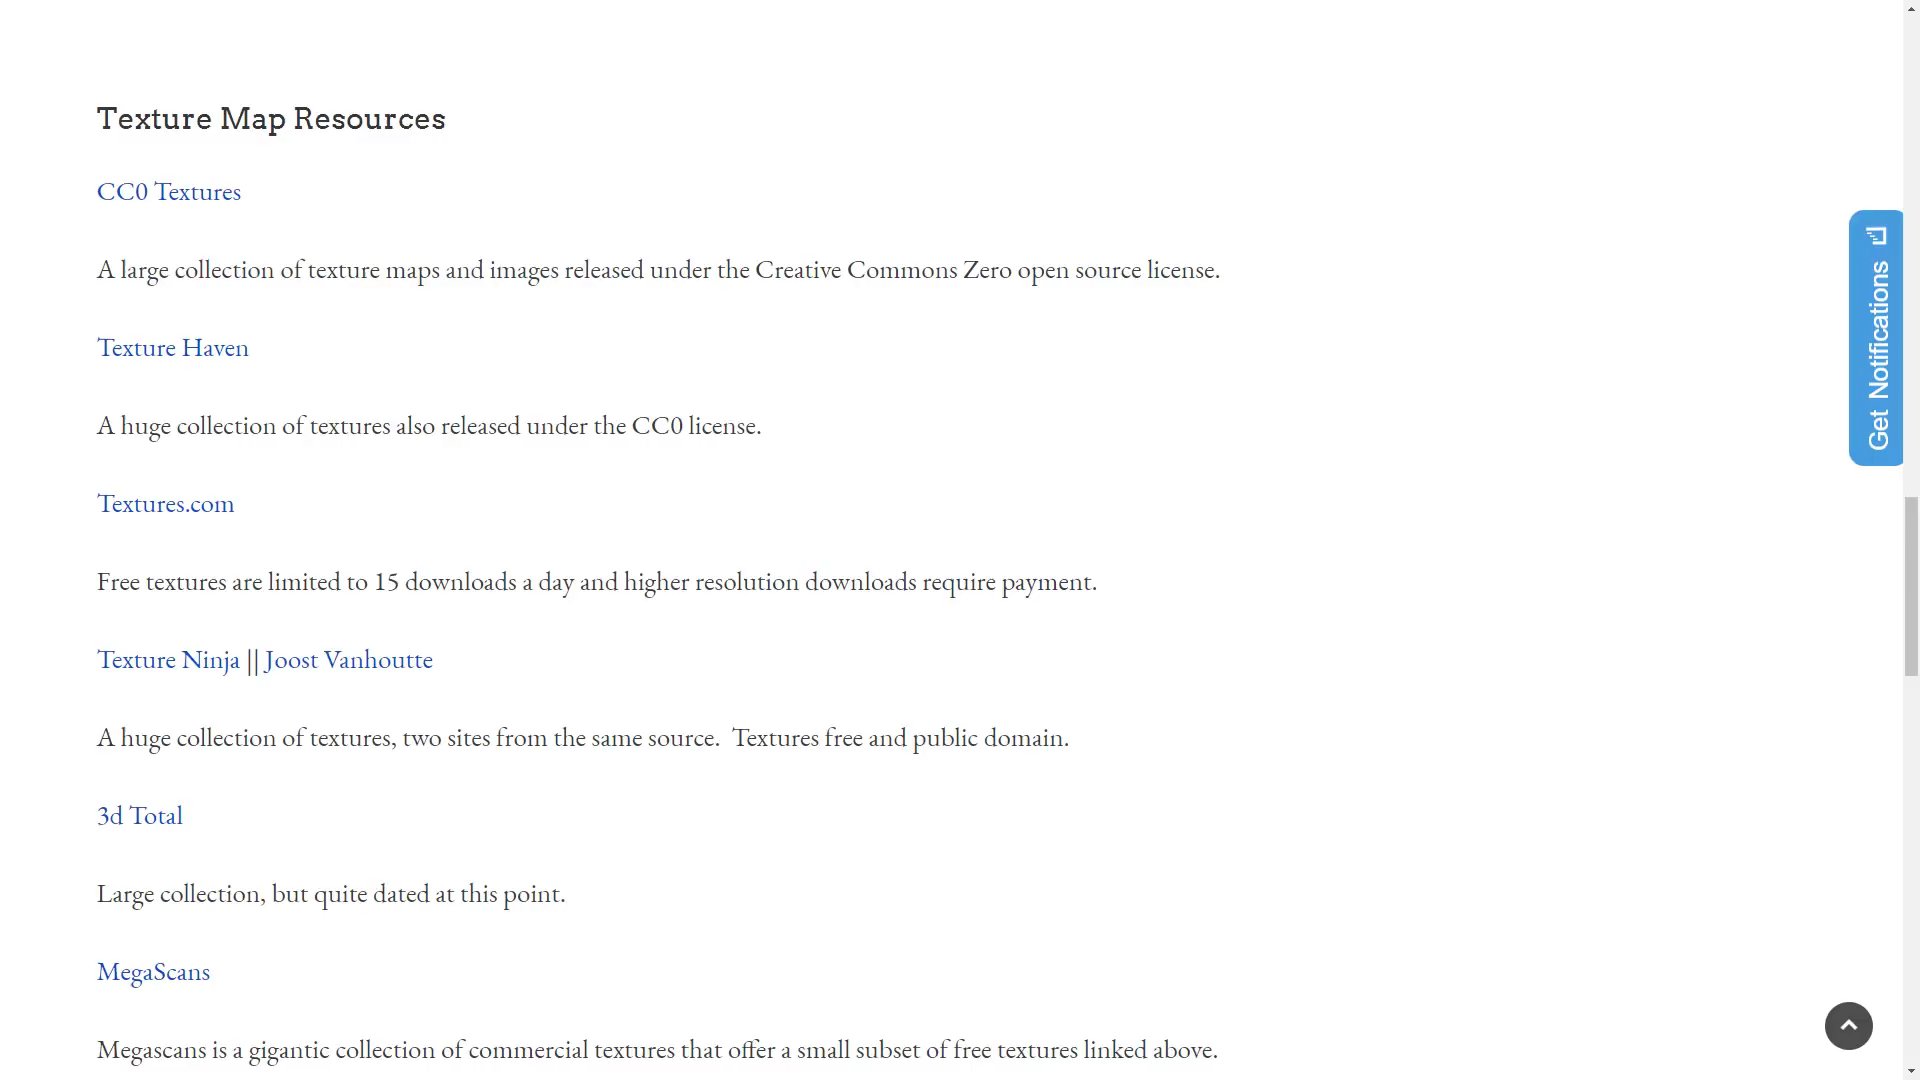 Texture Map Resources
CC0 Textures
A large collection of texture maps and images released under the Creative Commons Zero open source license.
Texture Haven
A huge collection of textures also released under the CC0 license.
Textures.com
Free textures are limited to 15 downloads a day and higher resolution downloads require payment.
Texture Ninja || Joost Vanhoutte
A huge collection of textures, two sites from the same source.  Textures free and public domain.
3d Total
Large collection, but quite dated at this point.
MegaScans
Megascans is a gigantic collection of commercial textures that offer a small subset of free textures linked above.
Get Notifications